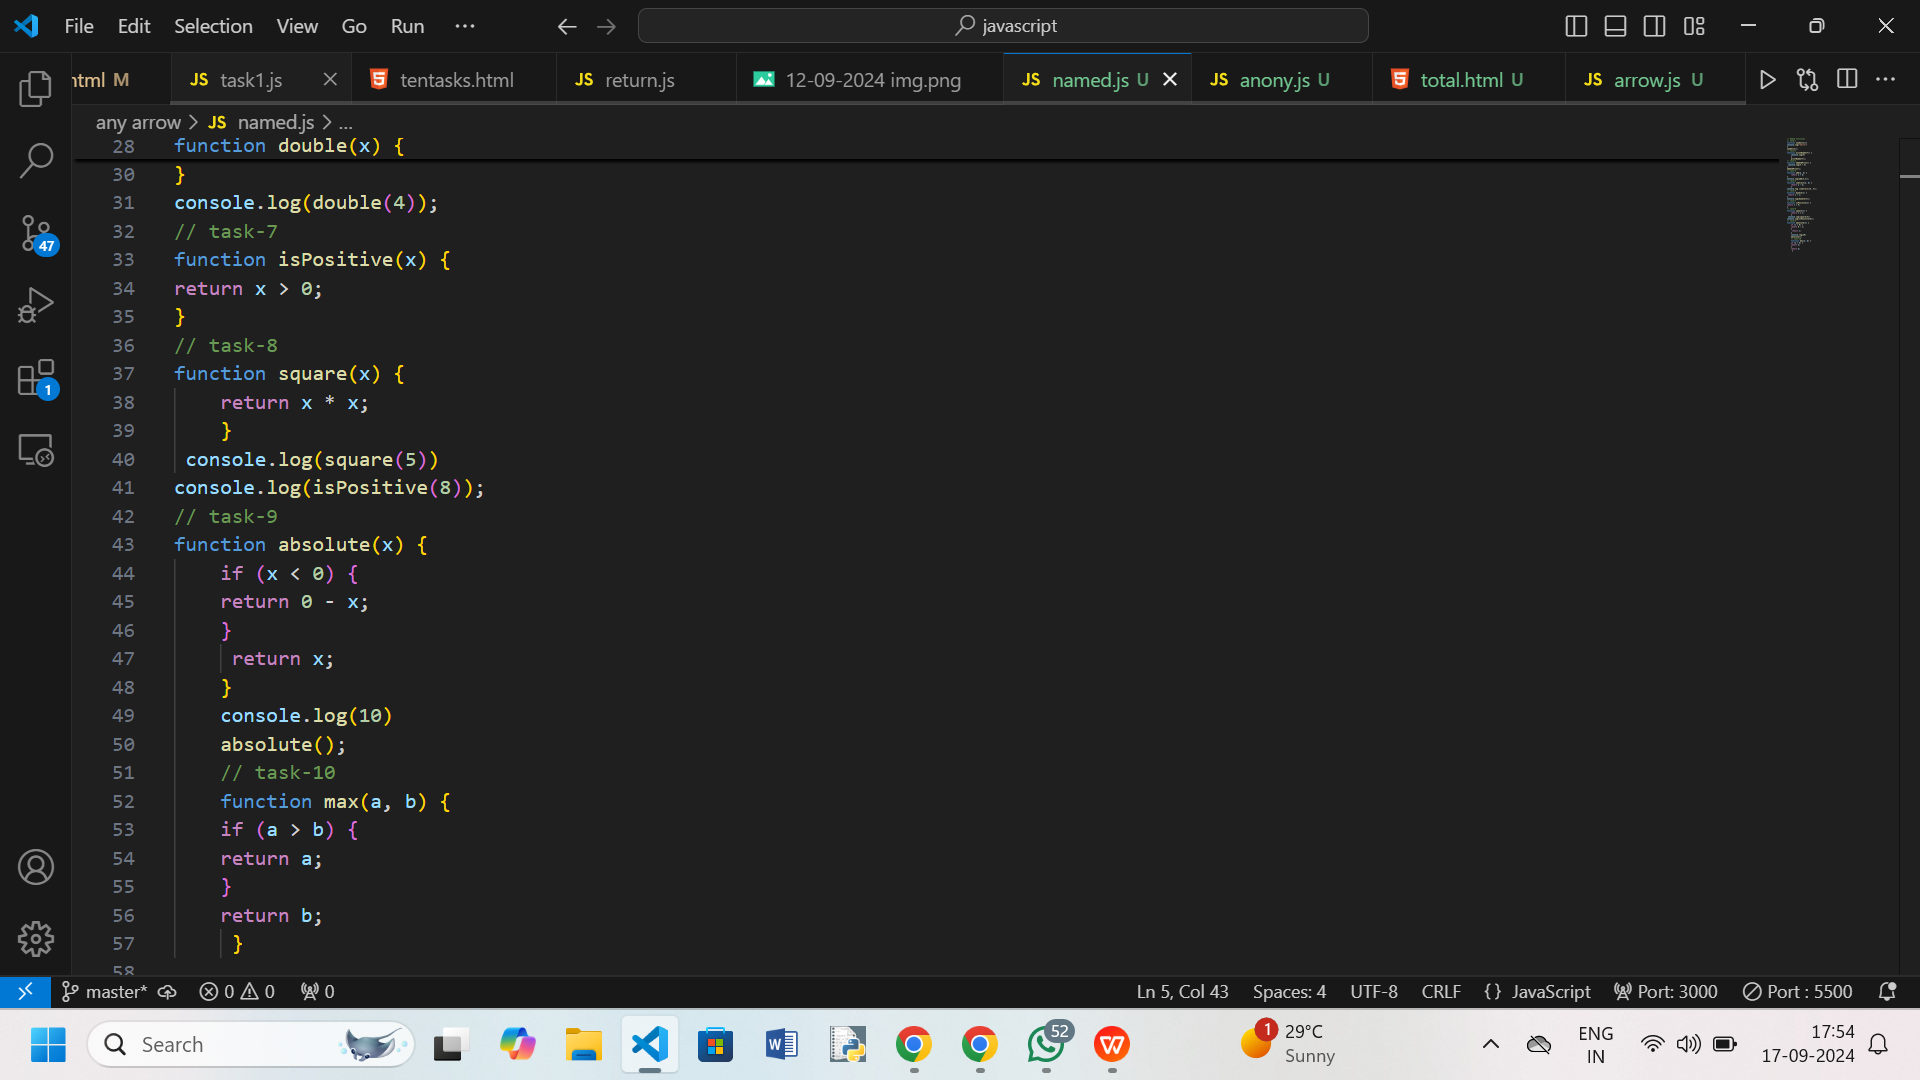 File Edit Selection View Go Run ··· javascript
html M JS task1.js tentasks.html JS return.js 12-09-2024 img.png JS named.js U JS anony.js U total.html U JS arrow.js U
any arrow > JS named.js > ...
28 function double(x) {
30 }
31 console.log(double(4));
32 // task-7
33 function isPositive(x) {
34 return x > 0;
35 }
36 // task-8
37 function square(x) {
38 return x * x;
39 }
40 console.log(square(5))
41 console.log(isPositive(8));
42 // task-9
43 function absolute(x) {
44 if (x < 0) {
45 return 0 - x;
46 }
47 return x;
48 }
49 console.log(10)
50 absolute();
51 // task-10
52 function max(a, b) {
53 if (a > b) {
54 return a;
55 }
56 return b;
57 }
58
47
1
master* 0 0 0 Ln 5, Col 43 Spaces: 4 UTF-8 CRLF {} JavaScript Port: 3000 Port : 5500
Search 52 1 29°C Sunny ENG IN 17:54 17-09-2024